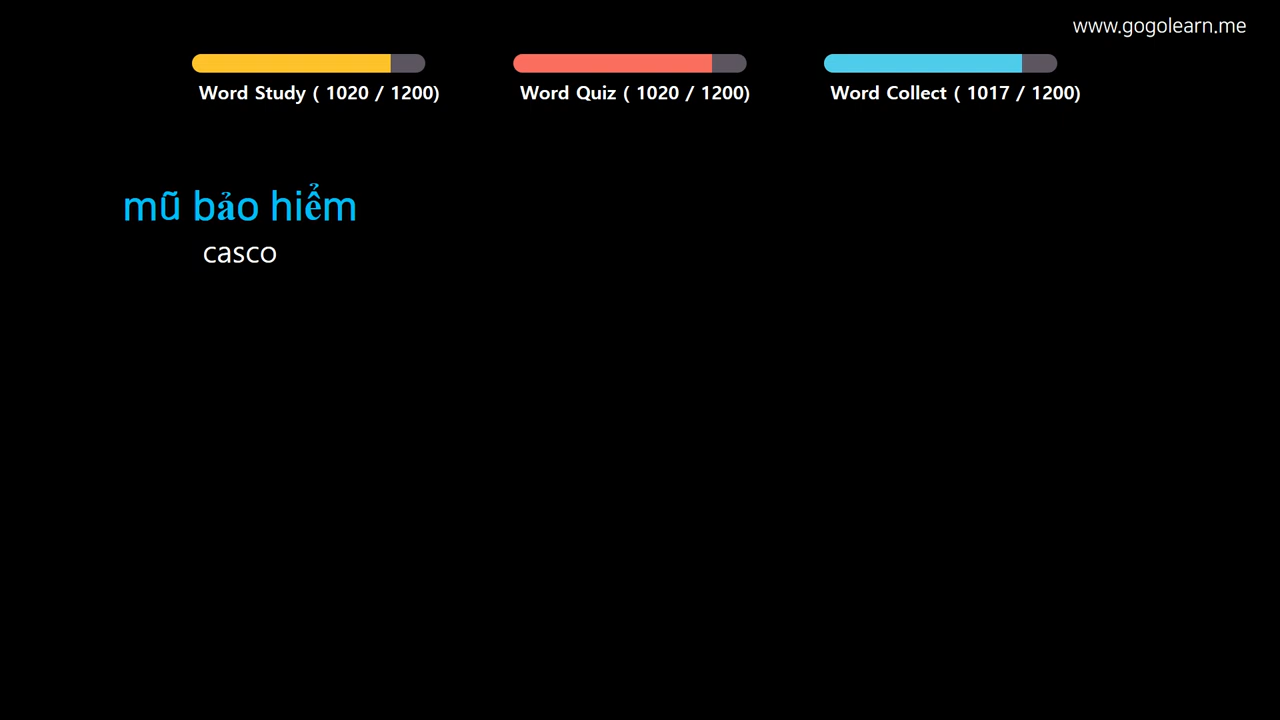 www.gogolearn.me
Word Study ( 1020 / 1200)
Word Quiz ( 1020 / 1200)
Word Collect ( 1017 / 1200)
mũ bảo hiểm
casco